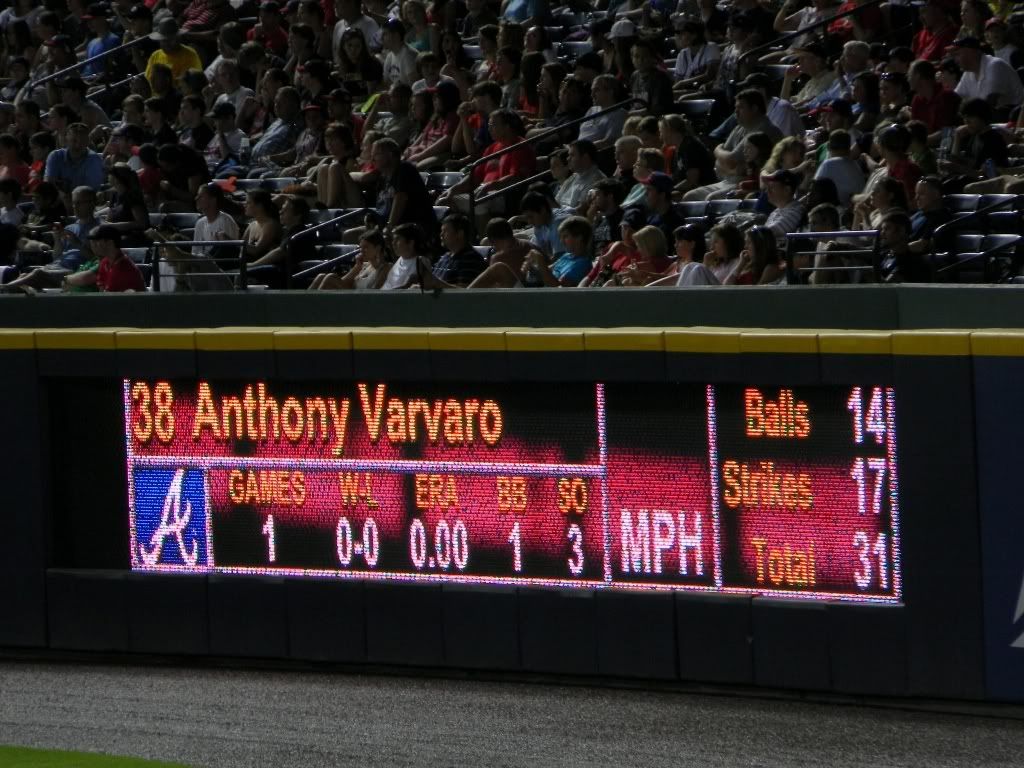 38 Anthony Varvaro
GAMES W-L ERA BB SO
1 0-0 0.00 1 3
MPH
Balls 14
Strikes 17
Total 31
A